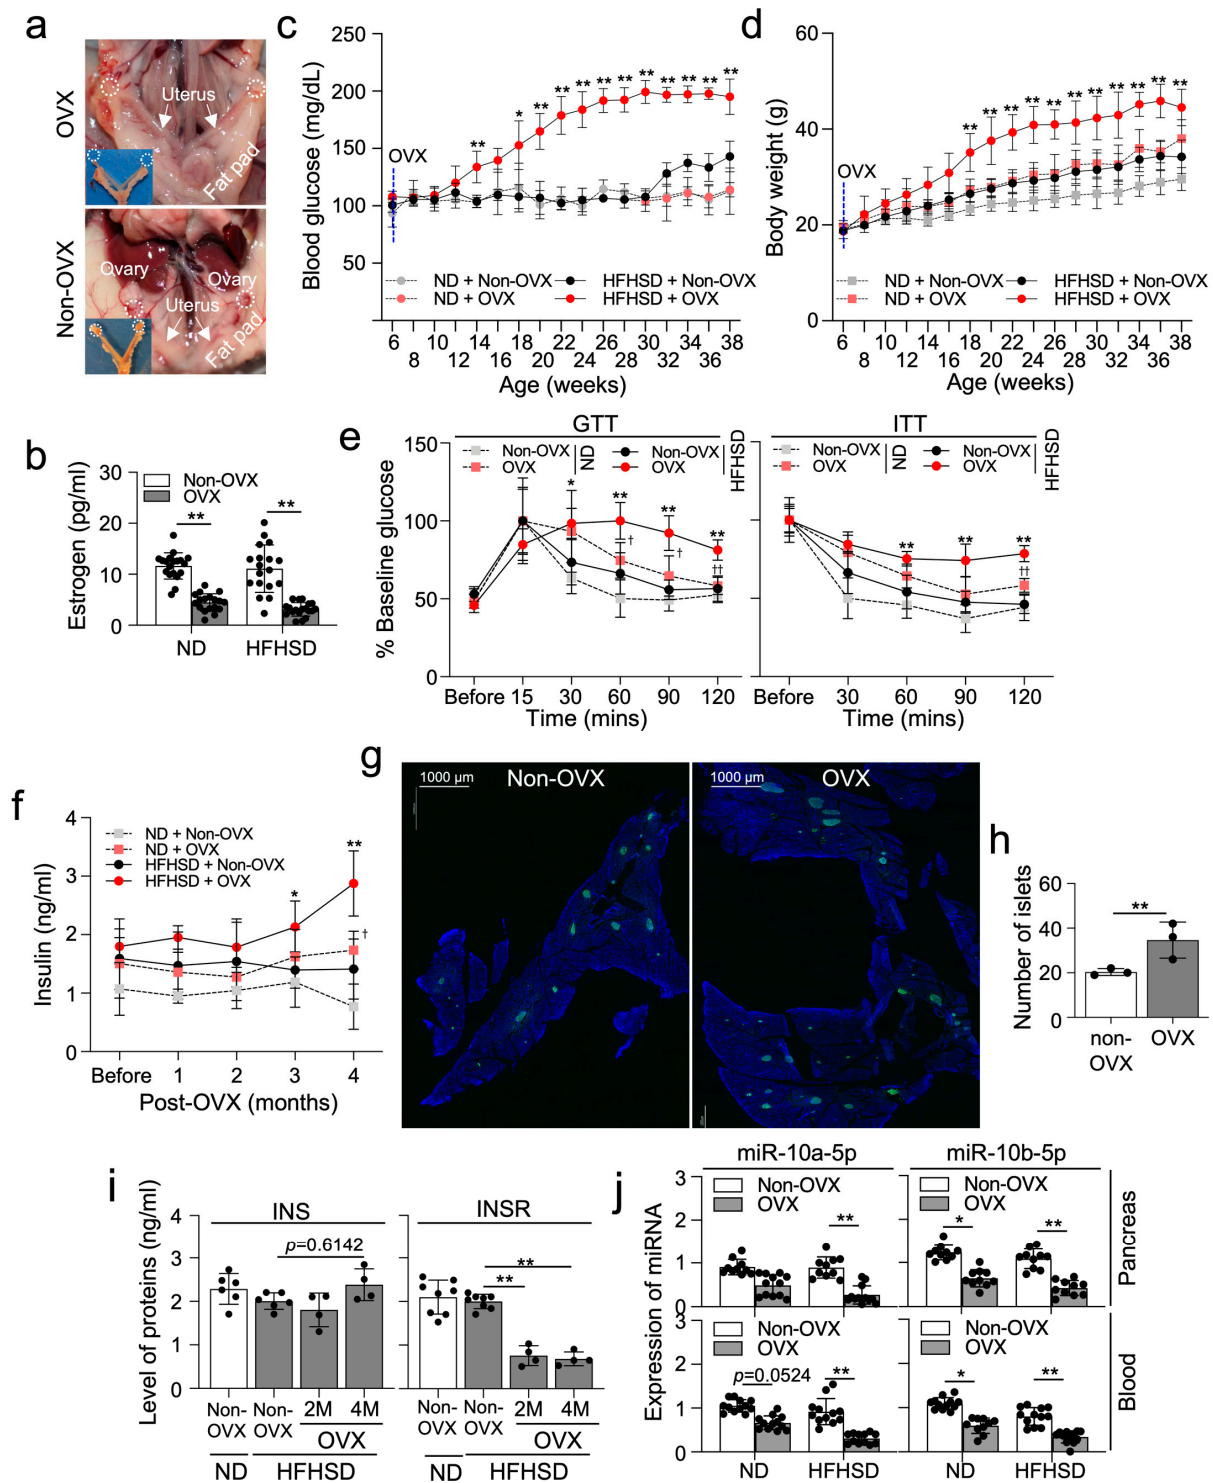 a
OVX
Uterus
Fat pad
Non-OVX
Ovary
Ovary
Uterus
Fat pad
c
Blood glucose (mg/dL)
250
200
150
100
50
OVX
** * ** ** ** ** ** ** ** ** ** **
ND + Non-OVX
HFHSD + Non-OVX
ND + OVX
HFHSD + OVX
6 8 10 12 14 16 18 20 22 24 26 28 30 32 34 36 38
Age (weeks)
d
Body weight (g)
60
40
20
0
OVX
** ** ** ** ** ** ** ** ** ** **
ND + Non-OVX
HFHSD + Non-OVX
ND + OVX
HFHSD + OVX
6 8 10 12 14 16 18 20 22 24 26 28 30 32 34 36 38
Age (weeks)
b
Estrogen (pg/ml)
30
20
10
0
Non-OVX
OVX
** **
ND HFHSD
e
GTT
ITT
% Baseline glucose
150
100
50
0
Non-OVX
OVX
ND
Non-OVX
OVX
HFHSD
* ** ** **
† † ††
Before 15 30 60 90 120
Time (mins)
Non-OVX
OVX
ND
Non-OVX
OVX
HFHSD
** ** **
††
Before 30 60 90 120
Time (mins)
f
Insulin (ng/ml)
4
3
2
1
0
ND + Non-OVX
ND + OVX
HFHSD + Non-OVX
HFHSD + OVX
* **
†
Before 1 2 3 4
Post-OVX (months)
g
1000 µm
Non-OVX
1000 µm
OVX
h
Number of islets
60
40
20
0
**
non-OVX
OVX
i
Level of proteins (ng/ml)
4
3
2
1
0
INS
p=0.6142
Non-OVX
Non-OVX
2M 4M
OVX
ND HFHSD
INSR
** **
Non-OVX
Non-OVX
2M 4M
OVX
ND HFHSD
j
miR-10a-5p
miR-10b-5p
Expression of miRNA
3
2
1
0
Non-OVX
OVX
**
Non-OVX
OVX
* **
Pancreas
3
2
1
0
Non-OVX
OVX
p=0.0524
**
Non-OVX
OVX
* **
Blood
ND HFHSD
ND HFHSD